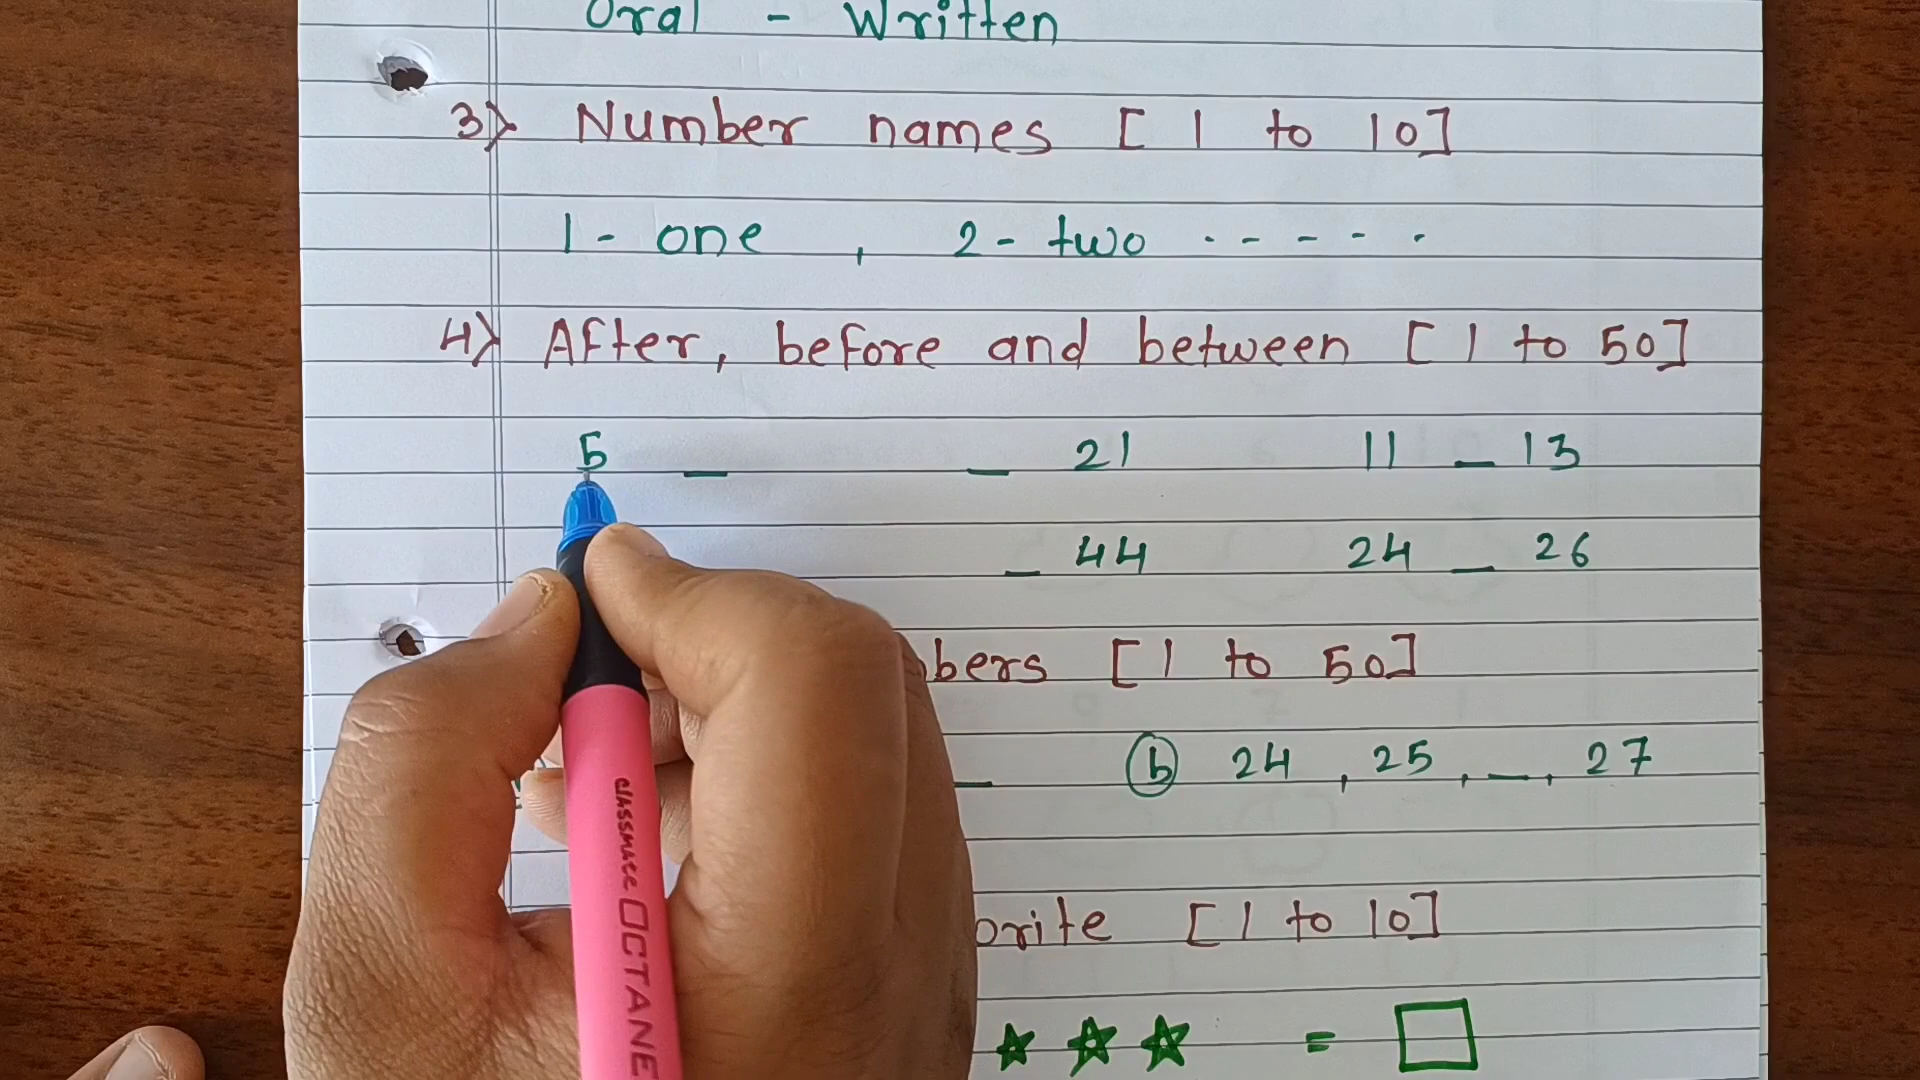 Oral - Written
3) Number names [ 1 to 10]
1 - one , 2 - two - - - - -
4) After, before and between [ 1 to 50]
5 _ _ 21 11 _ 13
_ 44 24 _ 26
[1 to 50]
_ (b) 24 , 25 , _ , 27
[1 to 10]
=
classmate OCTANE